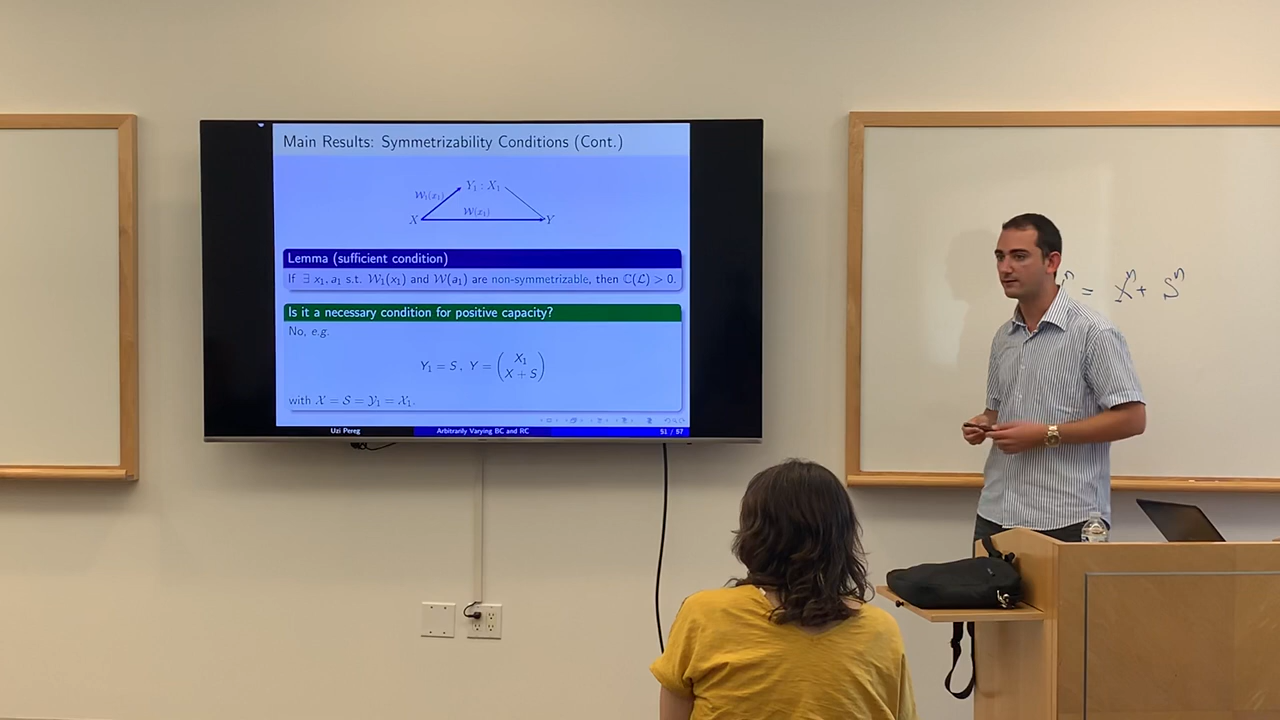 Main Results: Symmetrizability Conditions (Cont.)
𝒲₁(x₁)
Y₁ : X₁
X
𝒲(x₁)
Y
Lemma (sufficient condition)
If ∃ x₁, a₁ s.t. 𝒲₁(x₁) and 𝒲(a₁) are non-symmetrizable, then ℂ(ℒ) > 0.
Is it a necessary condition for positive capacity?
No, e.g.
Y₁ = S , Y = (X₁
X + S)
with 𝒳 = 𝒮 = 𝒴₁ = 𝒳₁.
Uzi Pereg
Arbitrarily Varying BC and RC
51 / 57
ⁿ = Xⁿ + Sⁿ